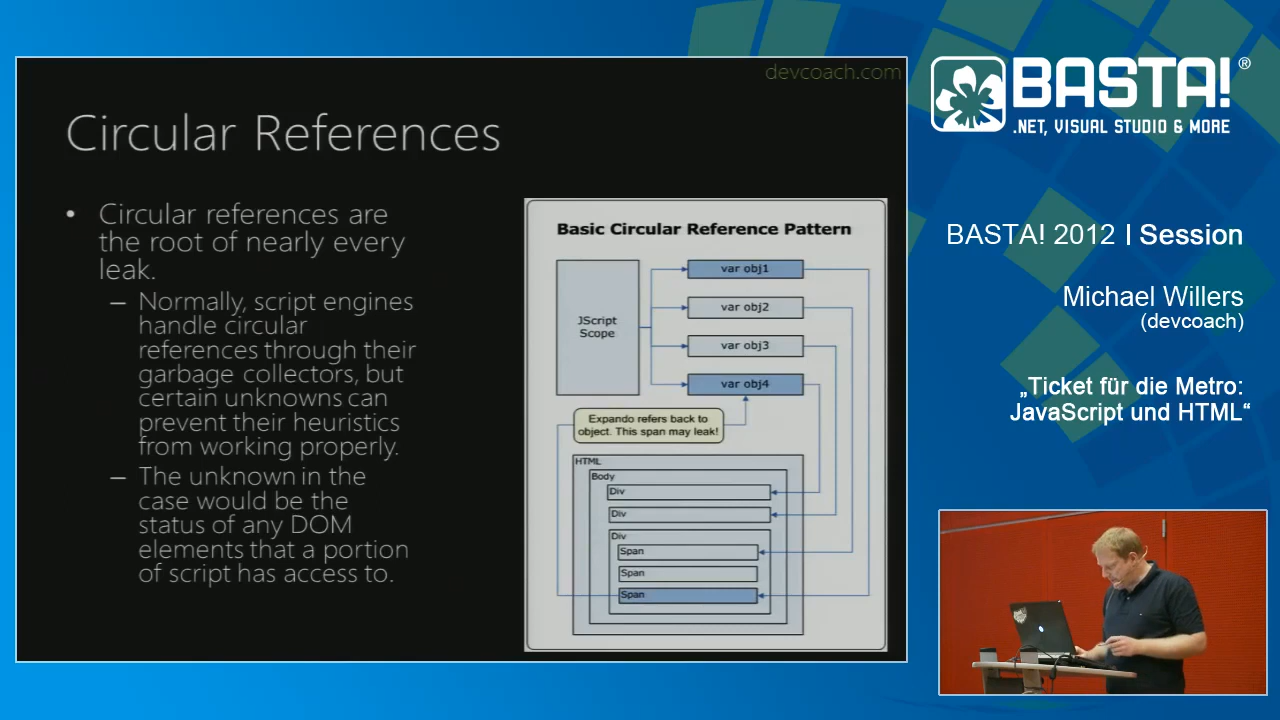 devcoach.com
Circular References
• Circular references are
the root of nearly every
leak.
– Normally, script engines
handle circular
references through their
garbage collectors, but
certain unknowns can
prevent their heuristics
from working properly.
– The unknown in the
case would be the
status of any DOM
elements that a portion
of script has access to.
Basic Circular Reference Pattern
JScript
Scope
var obj1
var obj2
var obj3
var obj4
Expando refers back to
object. This span may leak!
HTML
Body
Div
Div
Div
Span
Span
Span
BASTA!®
.NET, VISUAL STUDIO & MORE
BASTA! 2012 I Session
Michael Willers
(devcoach)
„Ticket für die Metro:
JavaScript und HTML“